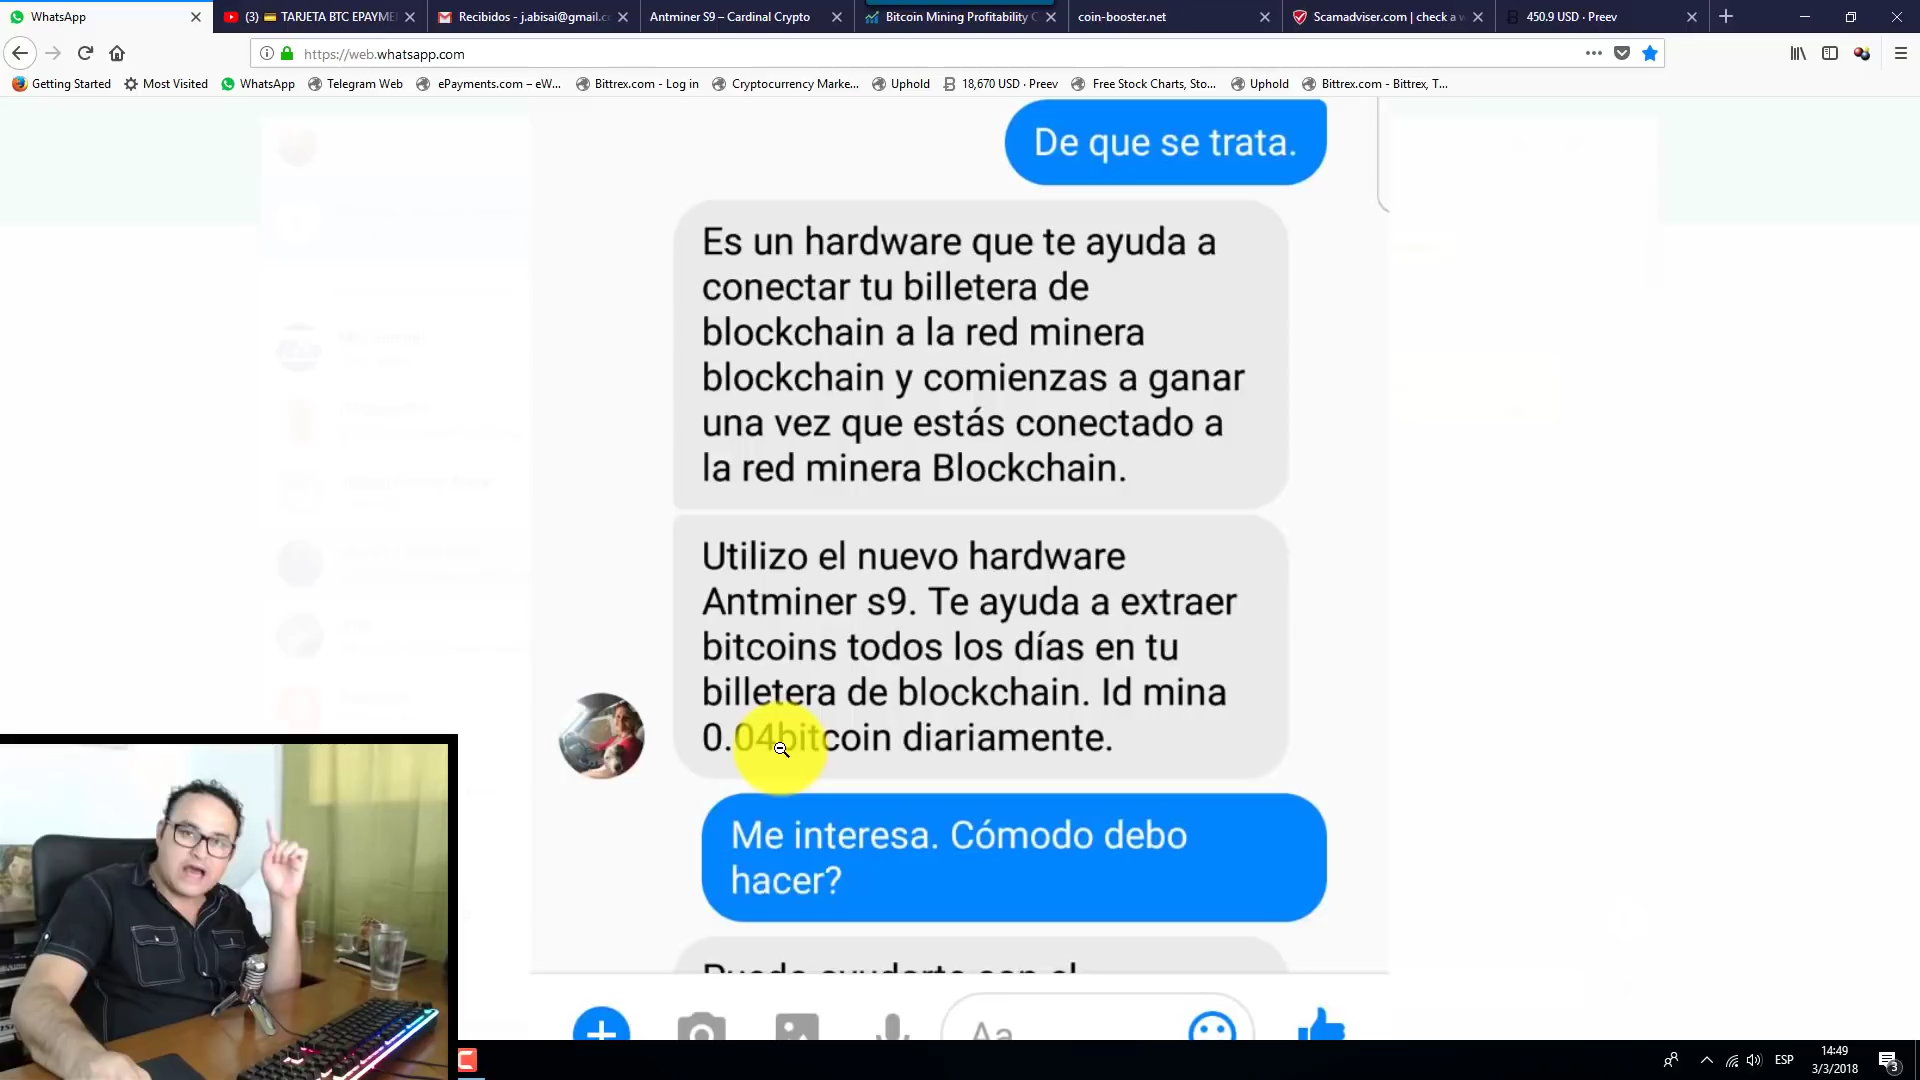 WhatsApp
(3) 💳 TARJETA BTC EPAYME
Recibidos - j.abisai@gmail.c
Antminer S9 – Cardinal Crypto
Bitcoin Mining Profitability C
coin-booster.net
Scamadviser.com | check a w
450.9 USD · Preev
https://web.whatsapp.com
Getting Started
Most Visited
WhatsApp
Telegram Web
ePayments.com – eW...
Bittrex.com - Log in
Cryptocurrency Marke...
Uphold
18,670 USD · Preev
Free Stock Charts, Sto...
Uphold
Bittrex.com - Bittrex, T...
De que se trata.
Es un hardware que te ayuda a
conectar tu billetera de
blockchain a la red minera
blockchain y comienzas a ganar
una vez que estás conectado a
la red minera Blockchain.
Utilizo el nuevo hardware
Antminer s9. Te ayuda a extraer
bitcoins todos los días en tu
billetera de blockchain. Id mina
0.04bitcoin diariamente.
Me interesa. Cómodo debo
hacer?
Aa
ESP
14:49
3/3/2018
3